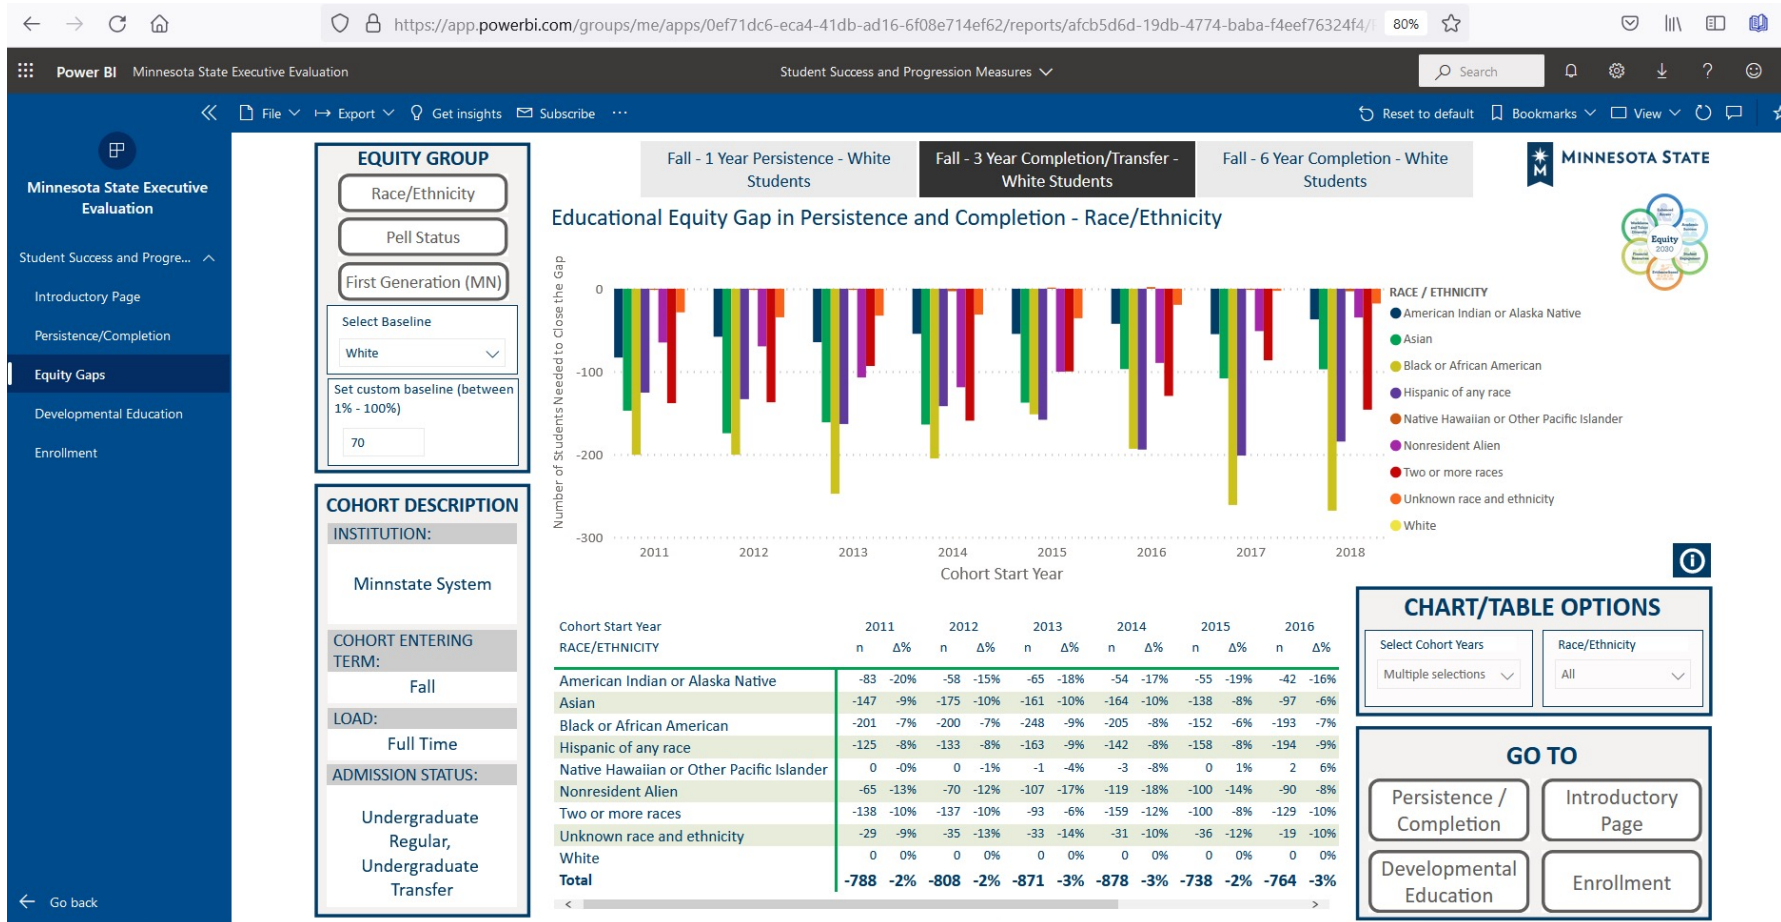 https://app.powerbi.com/groups/me/apps/0ef71dc6-eca4-41db-ad16-6f08e714ef62/reports/afcb5d6d-19db-4774-baba-f4eef76324f4/
80%
Power BI Minnesota State Executive Evaluation
Student Success and Progression Measures
Search
File Export Get insights Subscribe ···
Reset to default Bookmarks View
Minnesota State Executive
Evaluation
Student Success and Progre...
Introductory Page
Persistence/Completion
Equity Gaps
Developmental Education
Enrollment
Go back
EQUITY GROUP
Race/Ethnicity
Pell Status
First Generation (MN)
Select Baseline
White
Set custom baseline (between
1% - 100%)
70
COHORT DESCRIPTION
INSTITUTION:
Minnstate System
COHORT ENTERING
TERM:
Fall
LOAD:
Full Time
ADMISSION STATUS:
Undergraduate
Regular,
Undergraduate
Transfer
Fall - 1 Year Persistence - White
Students
Fall - 3 Year Completion/Transfer -
White Students
Fall - 6 Year Completion - White
Students
M
MINNESOTA STATE
Equity
2030
Educational Equity Gap in Persistence and Completion - Race/Ethnicity
Number of Students Needed to Close the Gap
0
-100
-200
-300
2011 2012 2013 2014 2015 2016 2017 2018
Cohort Start Year
RACE / ETHNICITY
American Indian or Alaska Native
Asian
Black or African American
Hispanic of any race
Native Hawaiian or Other Pacific Islander
Nonresident Alien
Two or more races
Unknown race and ethnicity
White
Cohort Start Year 2011 2012 2013 2014 2015 2016
RACE/ETHNICITY n Δ% n Δ% n Δ% n Δ% n Δ% n Δ%
American Indian or Alaska Native -83 -20% -58 -15% -65 -18% -54 -17% -55 -19% -42 -16%
Asian -147 -9% -175 -10% -161 -10% -164 -10% -138 -8% -97 -6%
Black or African American -201 -7% -200 -7% -248 -9% -205 -8% -152 -6% -193 -7%
Hispanic of any race -125 -8% -133 -8% -163 -9% -142 -8% -158 -8% -194 -9%
Native Hawaiian or Other Pacific Islander 0 -0% 0 -1% -1 -4% -3 -8% 0 1% 2 6%
Nonresident Alien -65 -13% -70 -12% -107 -17% -119 -18% -100 -14% -90 -8%
Two or more races -138 -10% -137 -10% -93 -6% -159 -12% -100 -8% -129 -10%
Unknown race and ethnicity -29 -9% -35 -13% -33 -14% -31 -10% -36 -12% -19 -10%
White 0 0% 0 0% 0 0% 0 0% 0 0% 0 0%
Total -788 -2% -808 -2% -871 -3% -878 -3% -738 -2% -764 -3%
CHART/TABLE OPTIONS
Select Cohort Years
Multiple selections
Race/Ethnicity
All
GO TO
Persistence /
Completion
Introductory
Page
Developmental
Education
Enrollment